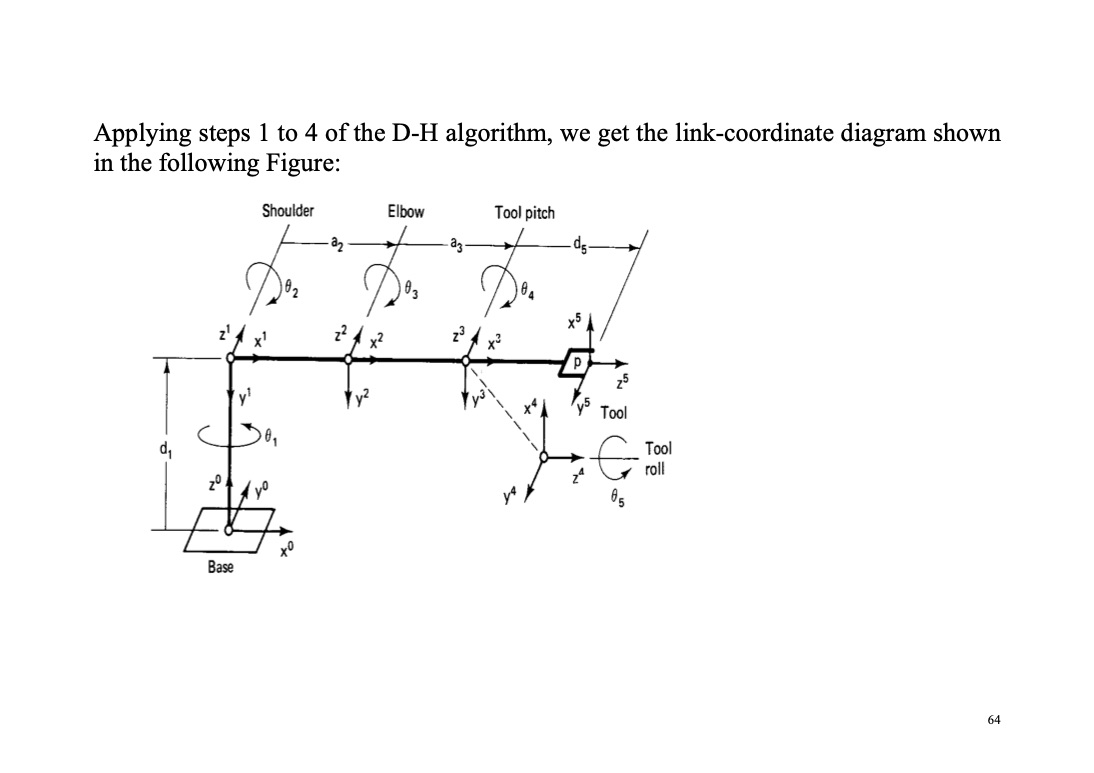 Applying steps 1 to 4 of the D-H algorithm, we get the link-coordinate diagram shown
in the following Figure:
Shoulder Elbow Tool pitch
a₂ a₃ d₅
θ₂ θ₃ θ₄
x⁵
z¹ x¹ z² x² z³ x³
p
z⁵
y¹ y² y³ x⁴ y⁵ Tool
θ₁
d₁
Tool
roll
z⁴
z⁰ y⁰ y⁴ θ₅
x⁰
Base
64